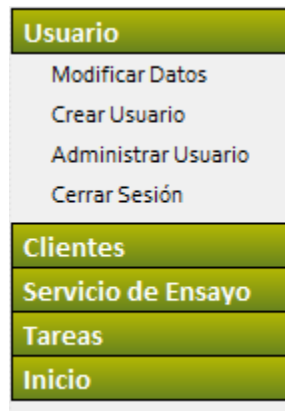 Usuario
Modificar Datos
Crear Usuario
Administrar Usuario
Cerrar Sesión
Clientes
Servicio de Ensayo
Tareas
Inicio